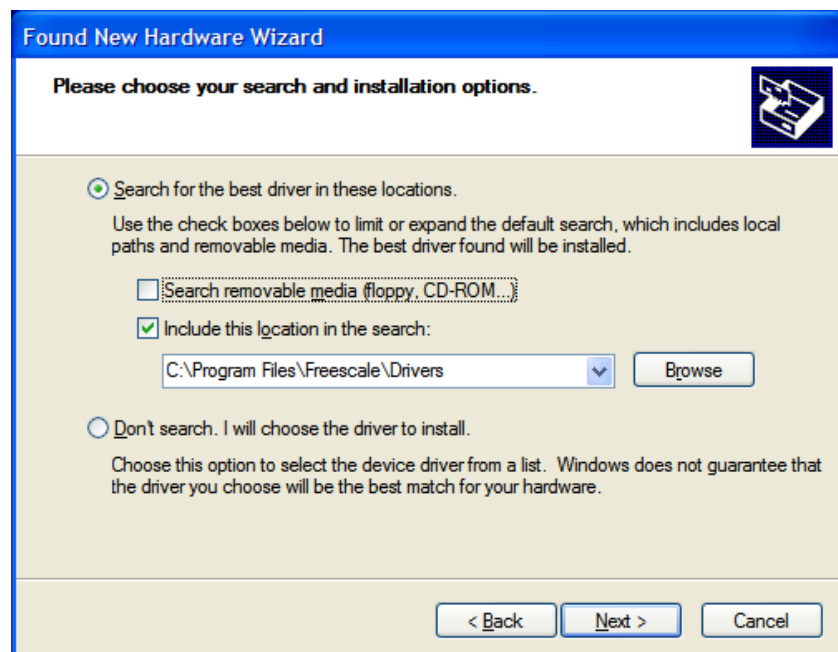 Found New Hardware Wizard
Please choose your search and installation options.
Search for the best driver in these locations.
Use the check boxes below to limit or expand the default search, which includes local
paths and removable media. The best driver found will be installed.
Search removable media (floppy, CD-ROM...)
Include this location in the search:
C:\Program Files\Freescale\Drivers
Browse
Don't search. I will choose the driver to install.
Choose this option to select the device driver from a list. Windows does not guarantee that
the driver you choose will be the best match for your hardware.
< Back Next > Cancel